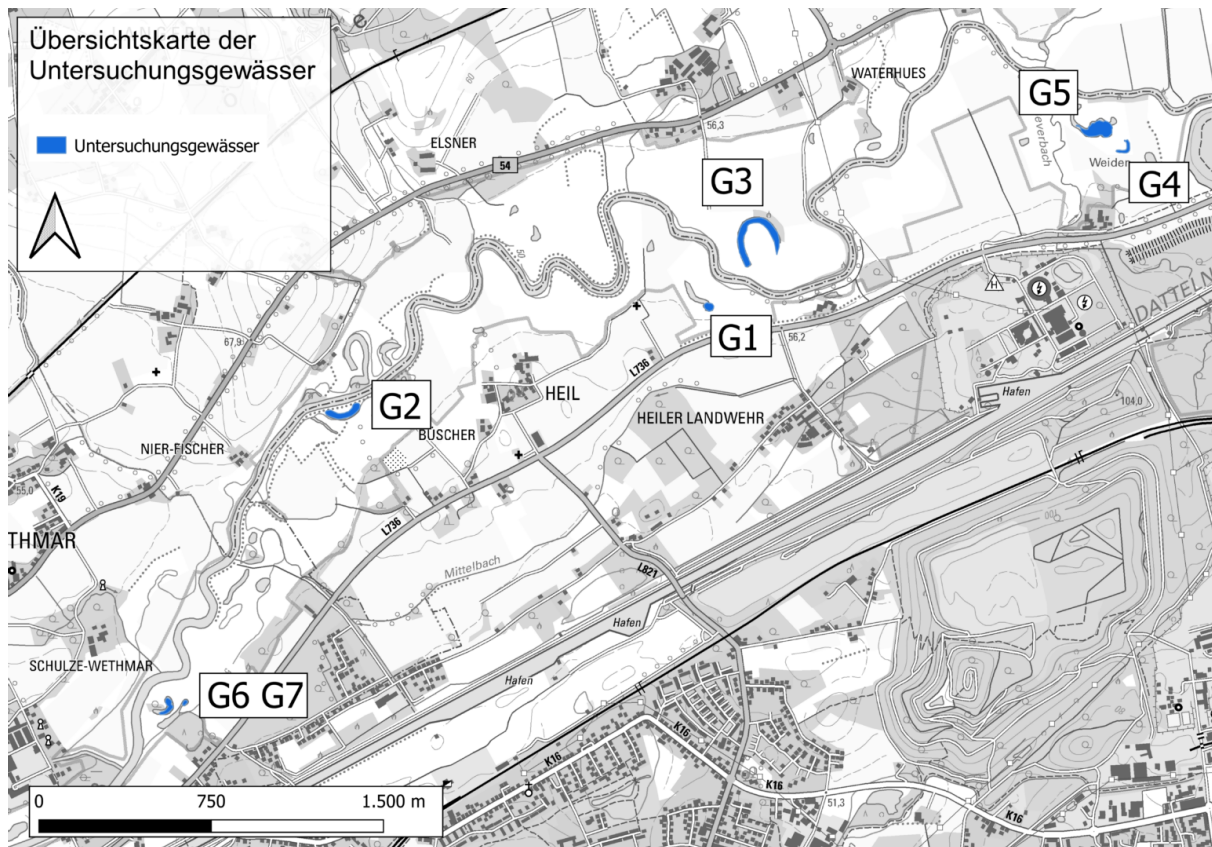 Übersichtskarte der
Untersuchungsgewässer
Untersuchungsgewässer
WATERHUES
G5
56,3
ELSNER
54
Weiden
G3
G4
H
DATTELN
67,9
G1
56,2
L736
Hafen
104,0
HEIL
G2
HEILER LANDWEHR
BÜSCHER
NIER-FISCHER
55,0
K19
L736
THMAR
Mittelbach
L821
Hafen
SCHULZE-WETHMAR
Hafen
G6 G7
K16
K16
K16
K16
51,3
0 750 1.500 m